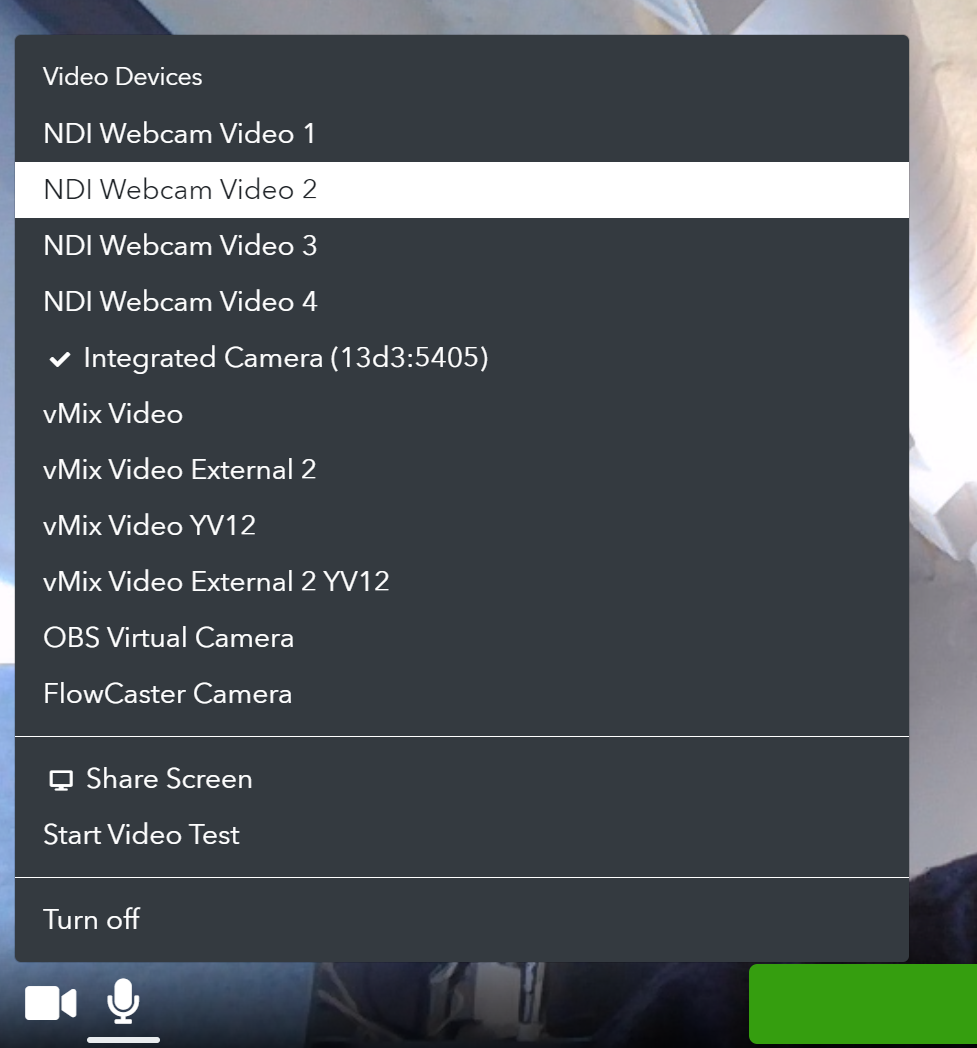 Video Devices
NDI Webcam Video 1
NDI Webcam Video 2
NDI Webcam Video 3
NDI Webcam Video 4
Integrated Camera (13d3:5405)
vMix Video
vMix Video External 2
vMix Video YV12
vMix Video External 2 YV12
OBS Virtual Camera
FlowCaster Camera
Share Screen
Start Video Test
Turn off